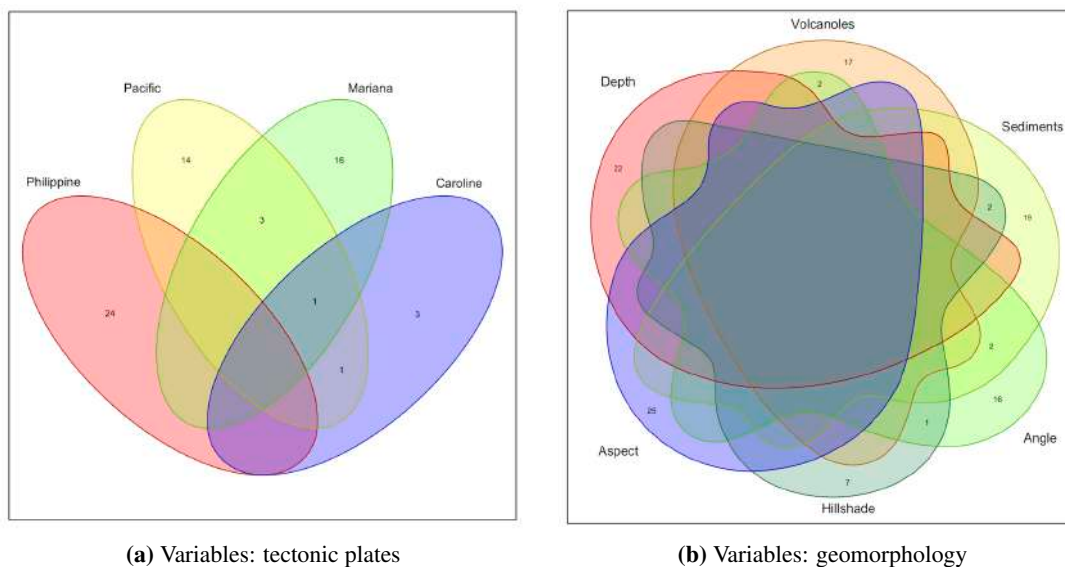 Pacific
Mariana
Philippine
Caroline
14
16
3
24
1
3
1
(a) Variables: tectonic plates
Volcanoles
Depth
Sediments
17
2
22
2
19
2
25
16
1
Aspect
Angle
7
Hillshade
(b) Variables: geomorphology